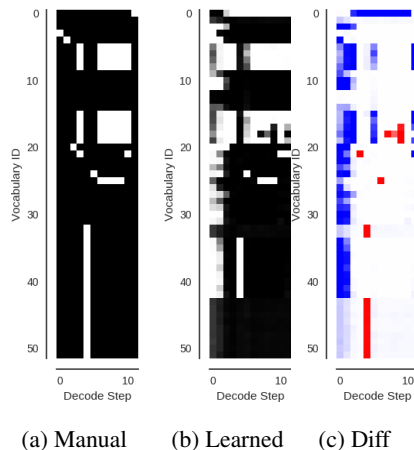 0
10
20
30
40
50
Vocabulary ID
0 10
Decode Step
(a) Manual
0
10
20
30
40
50
Vocabulary ID
0 10
Decode Step
(b) Learned
0
10
20
30
40
50
Vocabulary ID
0 10
Decode Step
(c) Diff